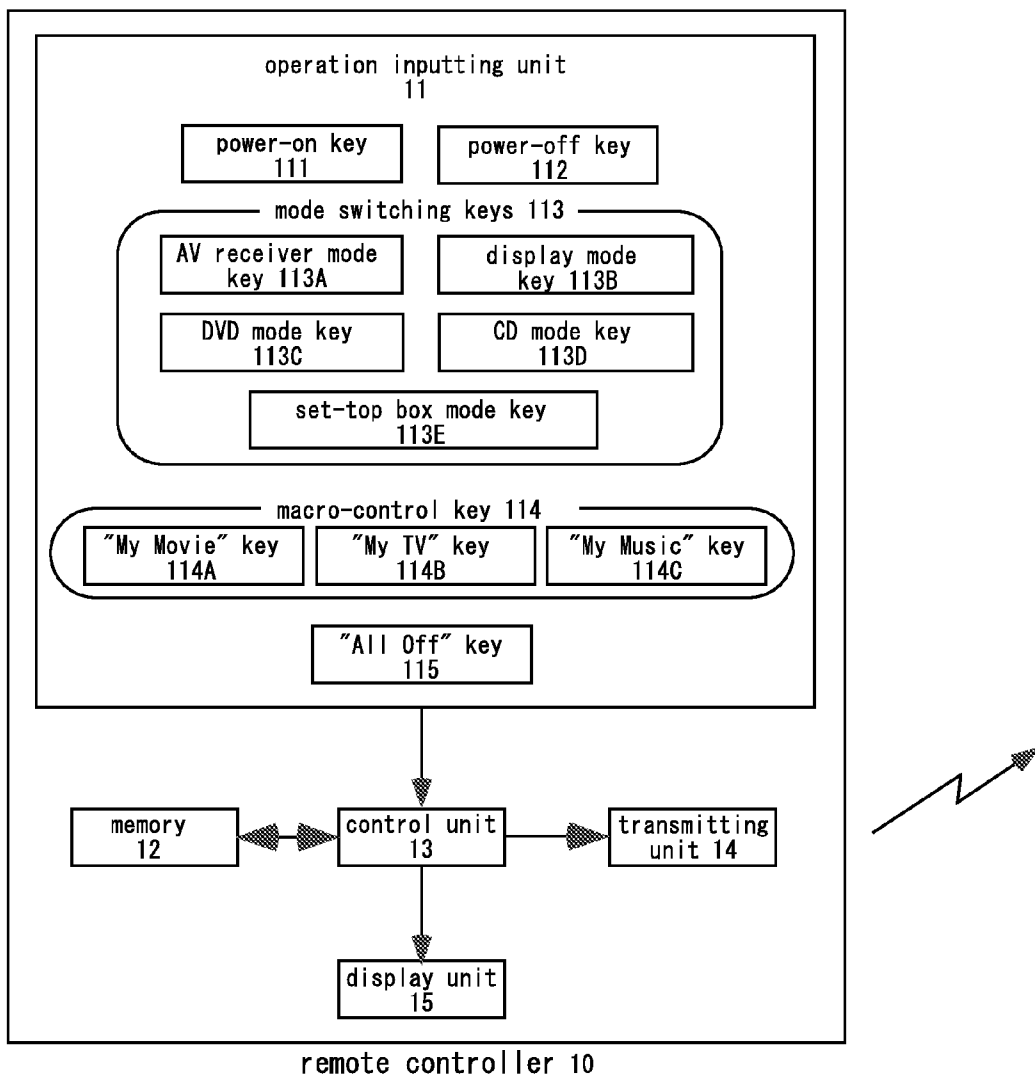 operation inputting unit
11
power-on key
111
power-off key
112
mode switching keys 113
AV receiver mode
key 113A
display mode
key 113B
DVD mode key
113C
CD mode key
113D
set-top box mode key
113E
macro-control key 114
"My Movie" key
114A
"My TV" key
114B
"My Music" key
114C
"All Off" key
115
memory
12
control unit
13
transmitting
unit 14
display unit
15
remote controller 10